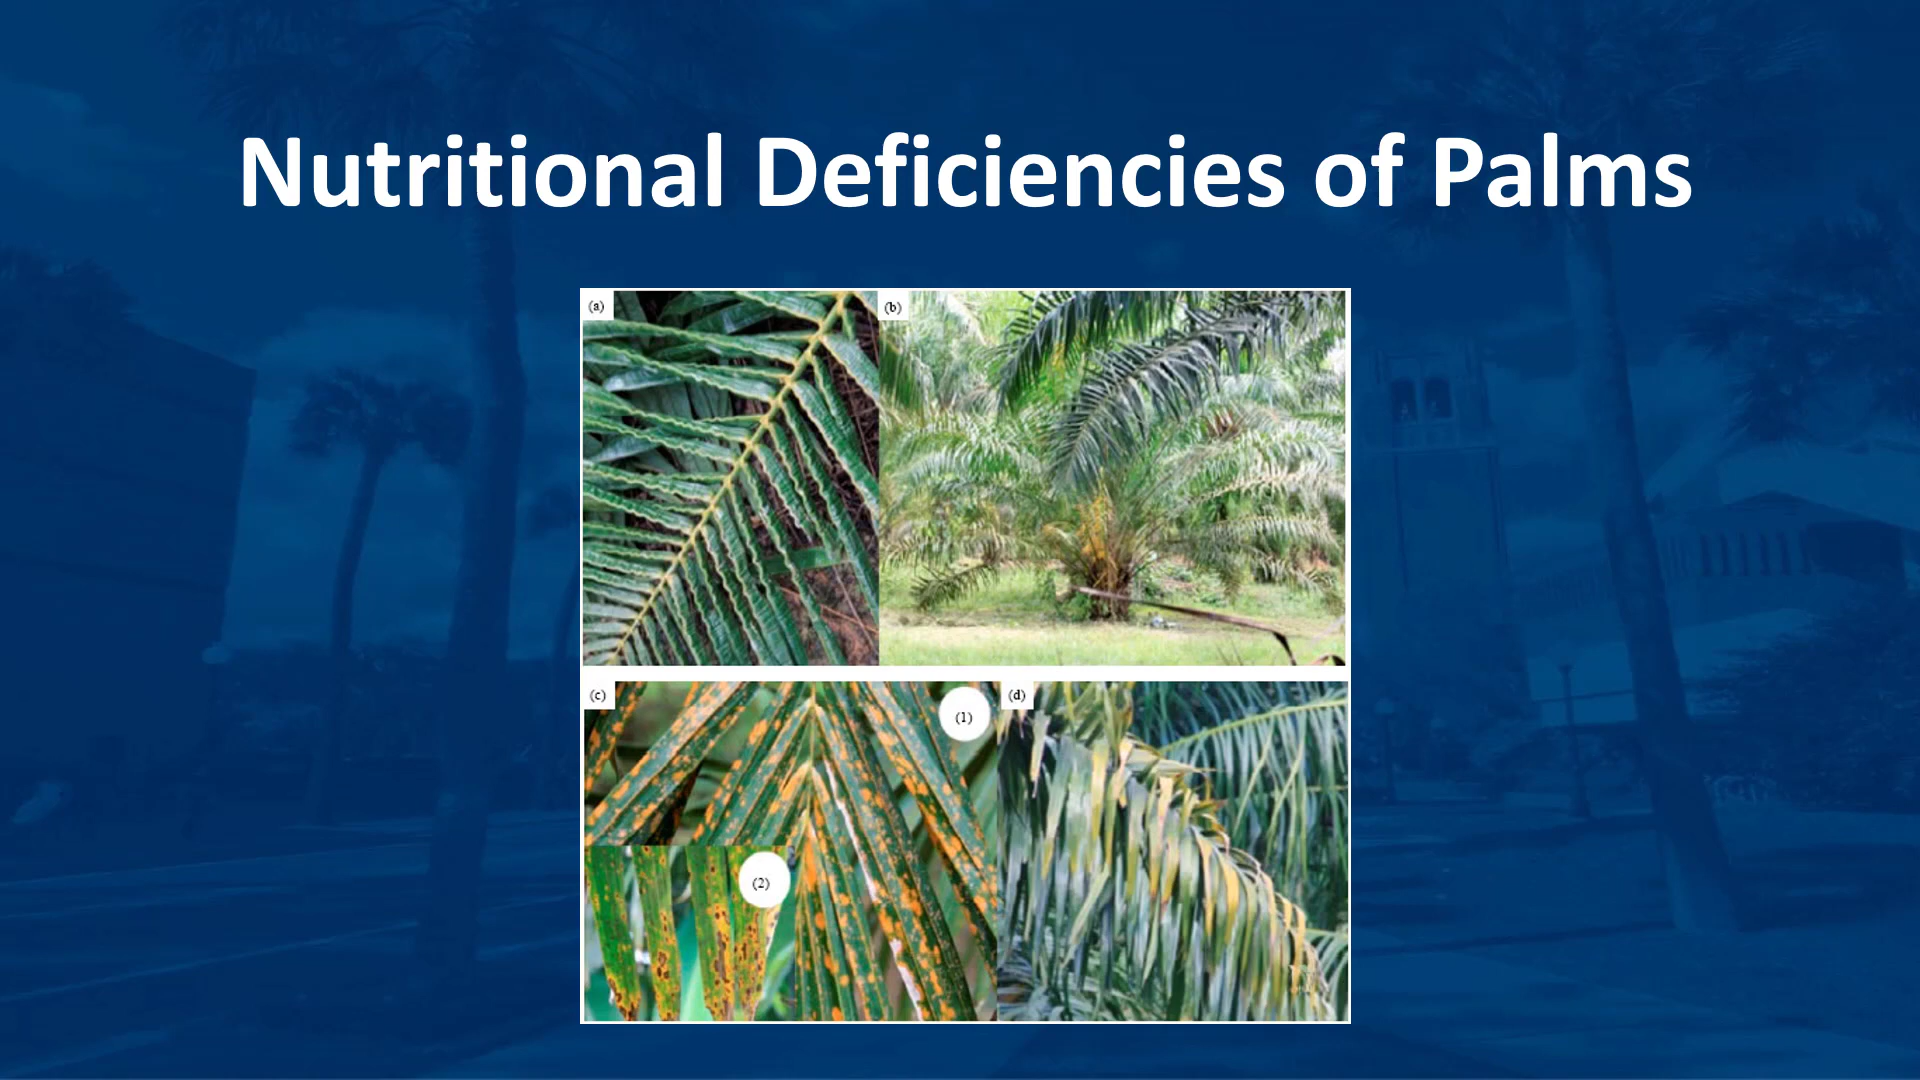 Nutritional Deficiencies of Palms
(a)
(b)
(c)
(1)
(d)
(2)